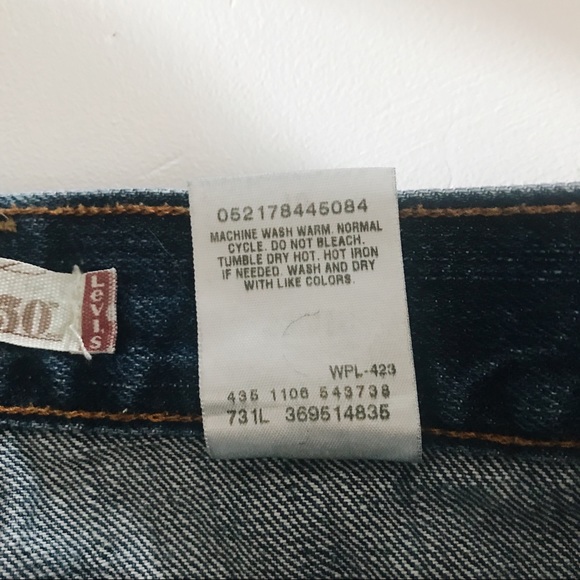 052178445084
MACHINE WASH WARM. NORMAL
CYCLE. DO NOT BLEACH.
TUMBLE DRY HOT. HOT IRON
IF NEEDED. WASH AND DRY
WITH LIKE COLORS.
WPL-423
435 1106 543738
731L 369514835
50
Levi's